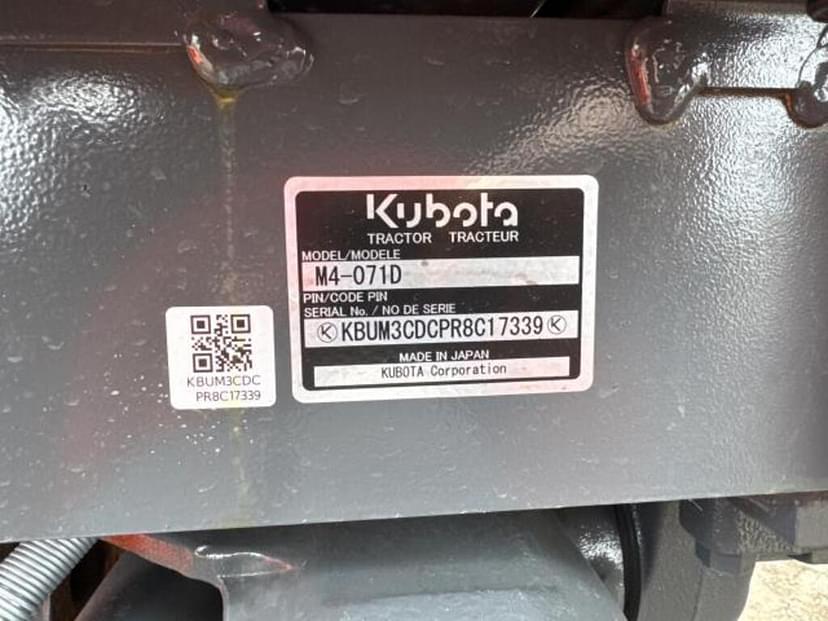 Kubota
TRACTOR TRACTEUR
MODEL/MODELE
M4-071D
PIN/CODE PIN
SERIAL No. / NO DE SERIE
KBUM3CDCPR8C17339
MADE IN JAPAN
KUBOTA Corporation
KBUM3CDC
PR8C17339